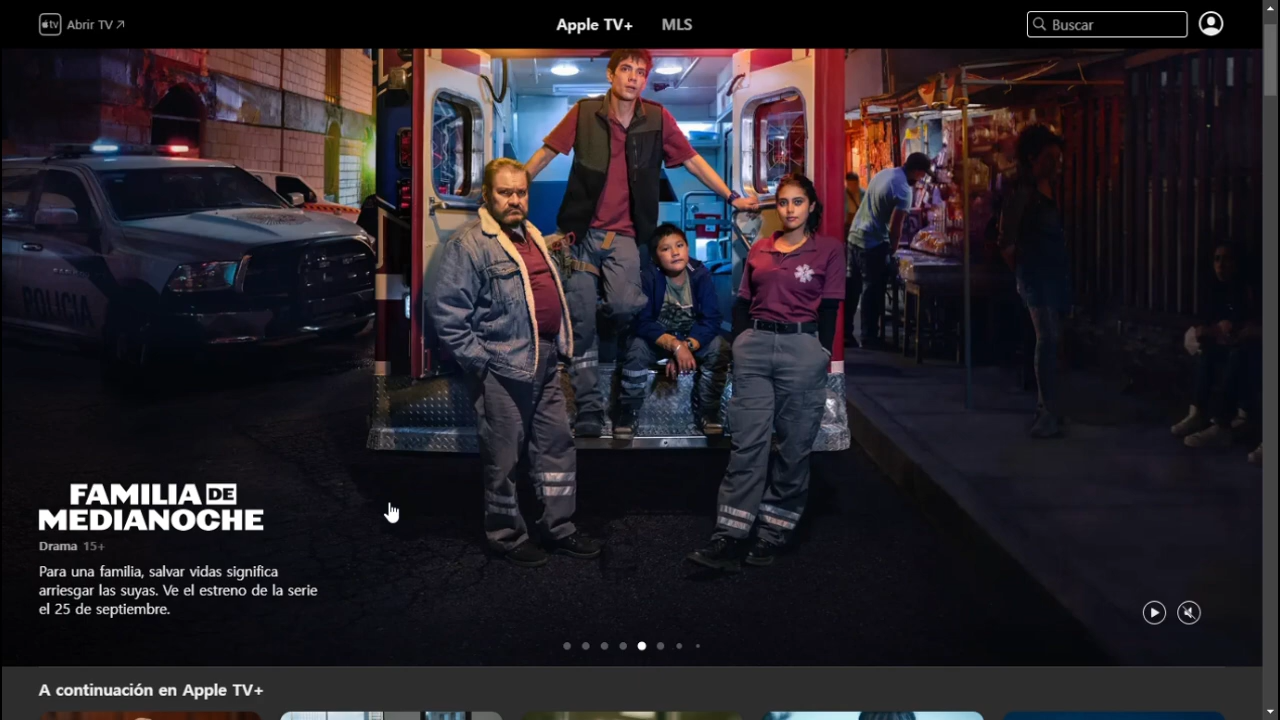 tv Abrir TV ↗
Apple TV+ MLS
Buscar
POLICIA
FAMILIA DE
MEDIANOCHE
Drama 15+
Para una familia, salvar vidas significa
arriesgar las suyas. Ve el estreno de la serie
el 25 de septiembre.
A continuación en Apple TV+